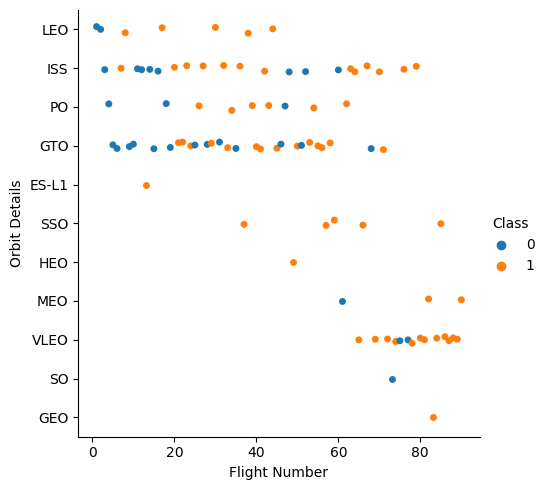 LEO
ISS
PO
GTO
ES-L1
SSO
HEO
MEO
VLEO
SO
GEO
Orbit Details
0
20
40
60
80
Flight Number
Class
0
1